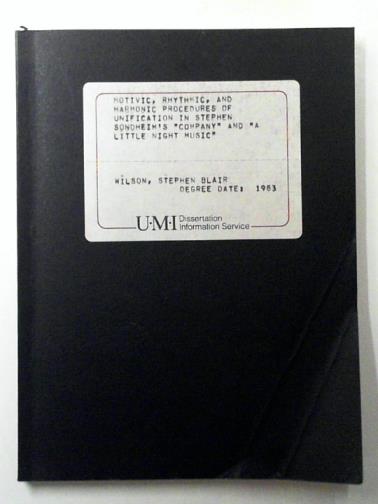 MOTIVIC, RHYTHMIC, AND
HARMONIC PROCEDURES OF
UNIFICATION IN STEPHEN
SONDHEIM'S "COMPANY" AND "A
LITTLE NIGHT MUSIC"
WILSON, STEPHEN BLAIR
DEGREE DATE: 1983
U·M·I Dissertation
Information Service